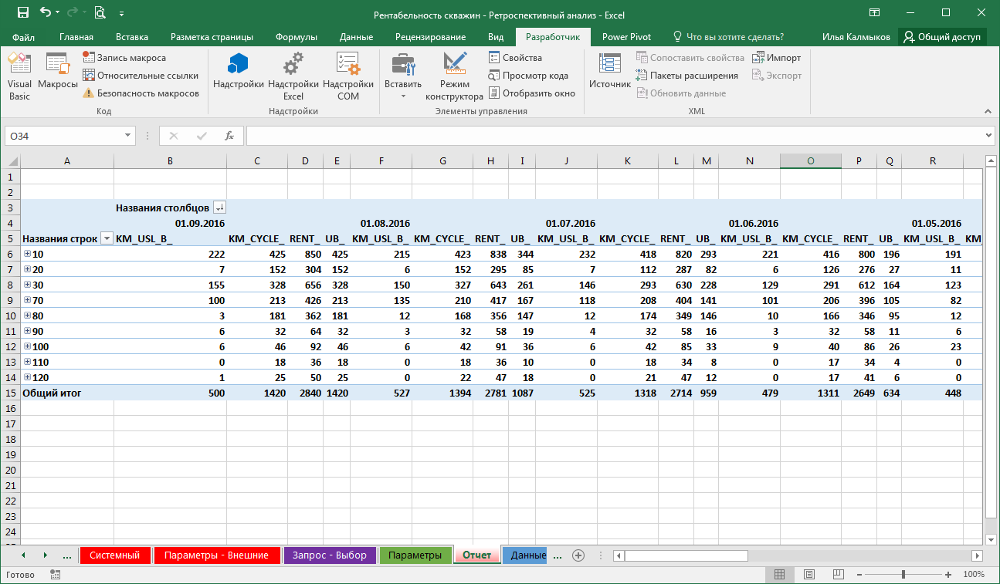 Рентабельность скважин - Ретроспективный анализ - Excel
Файл Главная Вставка Разметка страницы Формулы Данные Рецензирование Вид Разработчик Power Pivot Что вы хотите сделать? Илья Калмыков Общий доступ
Visual Basic
Макросы
Запись макроса
Относительные ссылки
Безопасность макросов
Код
Надстройки
Надстройки Excel
Надстройки COM
Надстройки
Вставить
Режим конструктора
Свойства
Просмотр кода
Отобразить окно
Элементы управления
Источник
Сопоставить свойства
Пакеты расширения
Обновить данные
Импорт
Экспорт
XML
O34 fx
A B C D E F G H I J K L M N O P Q R
1
2
3 Названия столбцов
4 01.09.2016 01.08.2016 01.07.2016 01.06.2016 01.05.2016
5 Названия строк KM_USL_B_ KM_CYCLE_ RENT_ UB_ KM_USL_B_ KM_CYCLE_ RENT_ UB_ KM_USL_B_ KM_CYCLE_ RENT_ UB_ KM_USL_B_ KM_CYCLE_ RENT_ UB_ KM_USL_B_ KM_
6 10 222 425 850 425 215 423 838 344 232 418 820 293 221 416 800 196 191
7 20 7 152 304 152 6 152 295 85 7 112 287 82 6 126 276 27 11
8 30 155 328 656 328 150 327 643 261 146 293 630 228 129 291 612 164 123
9 70 100 213 426 213 135 210 417 167 118 208 404 141 101 206 396 105 82
10 80 3 181 362 181 12 168 356 147 12 174 349 146 10 166 346 95 12
11 90 6 32 64 32 3 32 58 19 4 32 58 16 3 32 58 11 6
12 100 6 46 92 46 6 42 91 36 6 42 85 33 9 40 86 26 23
13 110 0 18 36 18 0 18 36 10 0 18 34 8 0 17 34 4 0
14 120 1 25 50 25 0 22 47 18 0 21 47 12 0 17 41 6 0
15 Общий итог 500 1420 2840 1420 527 1394 2781 1087 525 1318 2714 959 479 1311 2649 634 448
16
17
18
19
20
21
22
23
24
... Системный Параметры - Внешние Запрос - Выбор Параметры Отчет Данные ...
Готово 100%